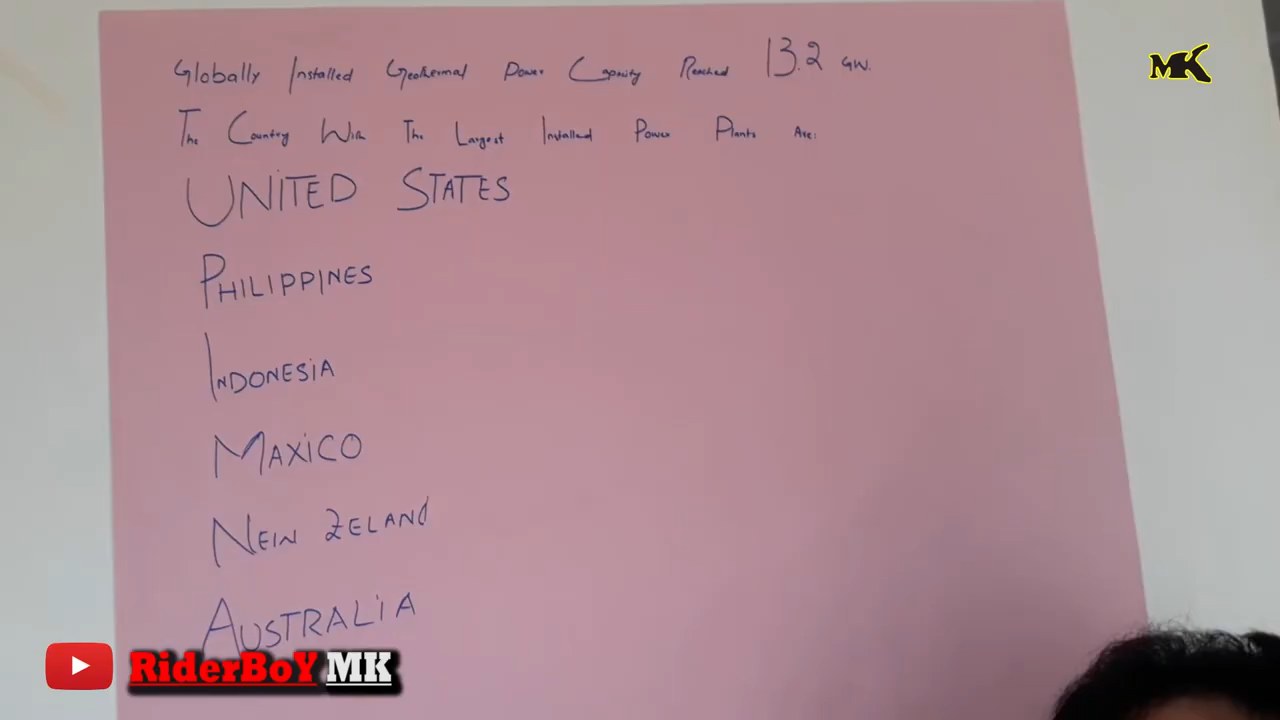 Globally Installed Geothermal Power Capacity Reached 13.2 GW.
The Country With The Largest Installed Power Plants Are:
UNITED STATES
PHILIPPINES
INDONESIA
MAXICO
NEIN ZELAND
AUSTRALIA
RiderBoY MK
MK